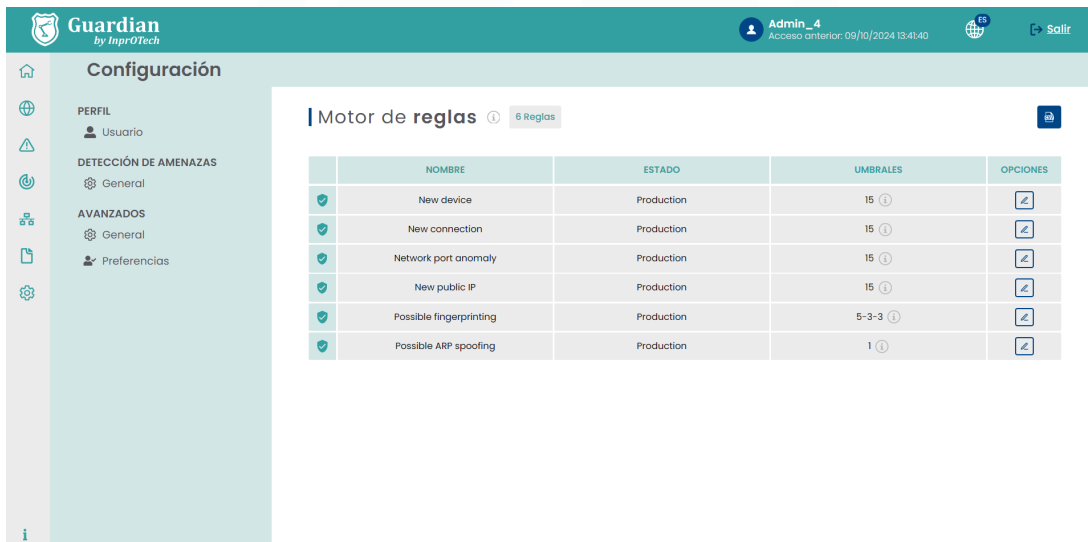 Guardian
by InprOTech
Admin_4
Acceso anterior: 09/10/2024 13:41:40
ES
Salir
Configuración
PERFIL
Usuario
DETECCIÓN DE AMENAZAS
General
AVANZADOS
General
Preferencias
Motor de reglas
6 Reglas
NOMBRE ESTADO UMBRALES OPCIONES
New device Production 15
New connection Production 15
Network port anomaly Production 15
New public IP Production 15
Possible fingerprinting Production 5-3-3
Possible ARP spoofing Production 1